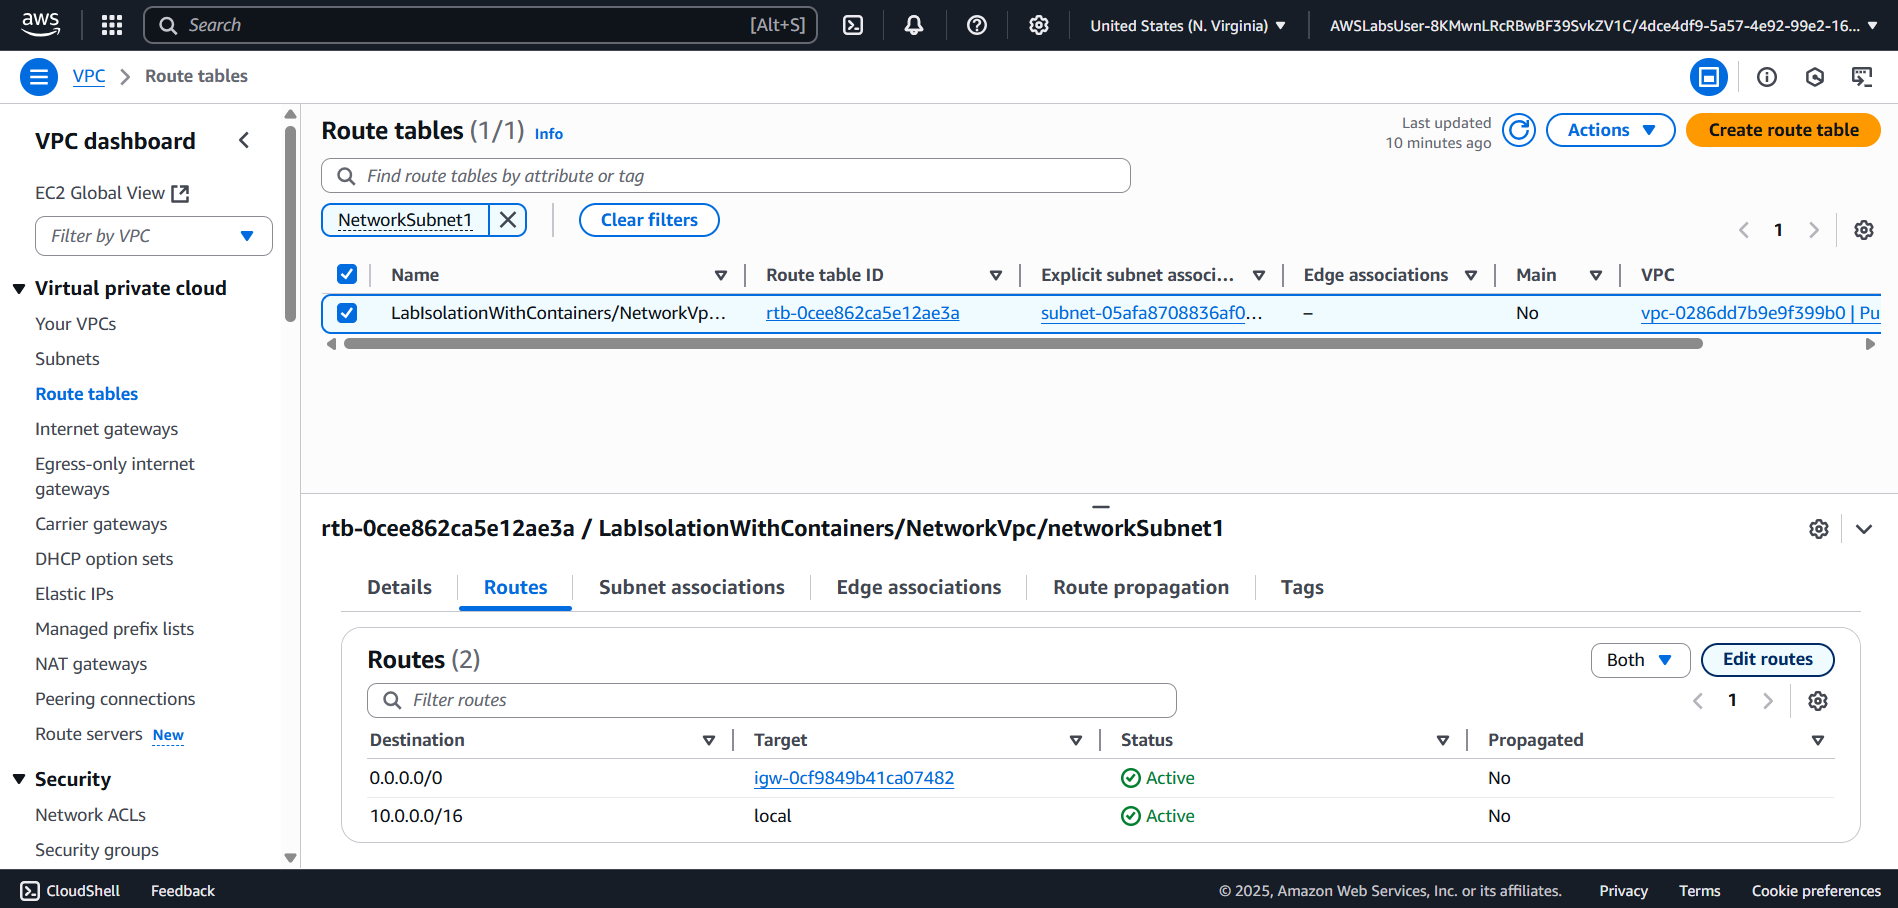 aws
Search [Alt+S]
United States (N. Virginia)
AWSLabsUser-8KMwnLRcRBwBF39SvkZV1C/4dce4df9-5a57-4e92-99e2-16...
VPC > Route tables
VPC dashboard
EC2 Global View
Filter by VPC
Virtual private cloud
Your VPCs
Subnets
Route tables
Internet gateways
Egress-only internet
gateways
Carrier gateways
DHCP option sets
Elastic IPs
Managed prefix lists
NAT gateways
Peering connections
Route servers New
Security
Network ACLs
Security groups
Route tables (1/1) Info
Last updated
10 minutes ago
Actions
Create route table
Find route tables by attribute or tag
NetworkSubnet1
Clear filters
1
Name Route table ID Explicit subnet associ... Edge associations Main VPC
LabIsolationWithContainers/NetworkVp... rtb-0cee862ca5e12ae3a subnet-05afa8708836af0... – No vpc-0286dd7b9e9f399b0 | Pu
rtb-0cee862ca5e12ae3a / LabIsolationWithContainers/NetworkVpc/networkSubnet1
Details Routes Subnet associations Edge associations Route propagation Tags
Routes (2)
Both
Edit routes
Filter routes
1
Destination Target Status Propagated
0.0.0.0/0 igw-0cf9849b41ca07482 Active No
10.0.0.0/16 local Active No
CloudShell Feedback © 2025, Amazon Web Services, Inc. or its affiliates. Privacy Terms Cookie preferences